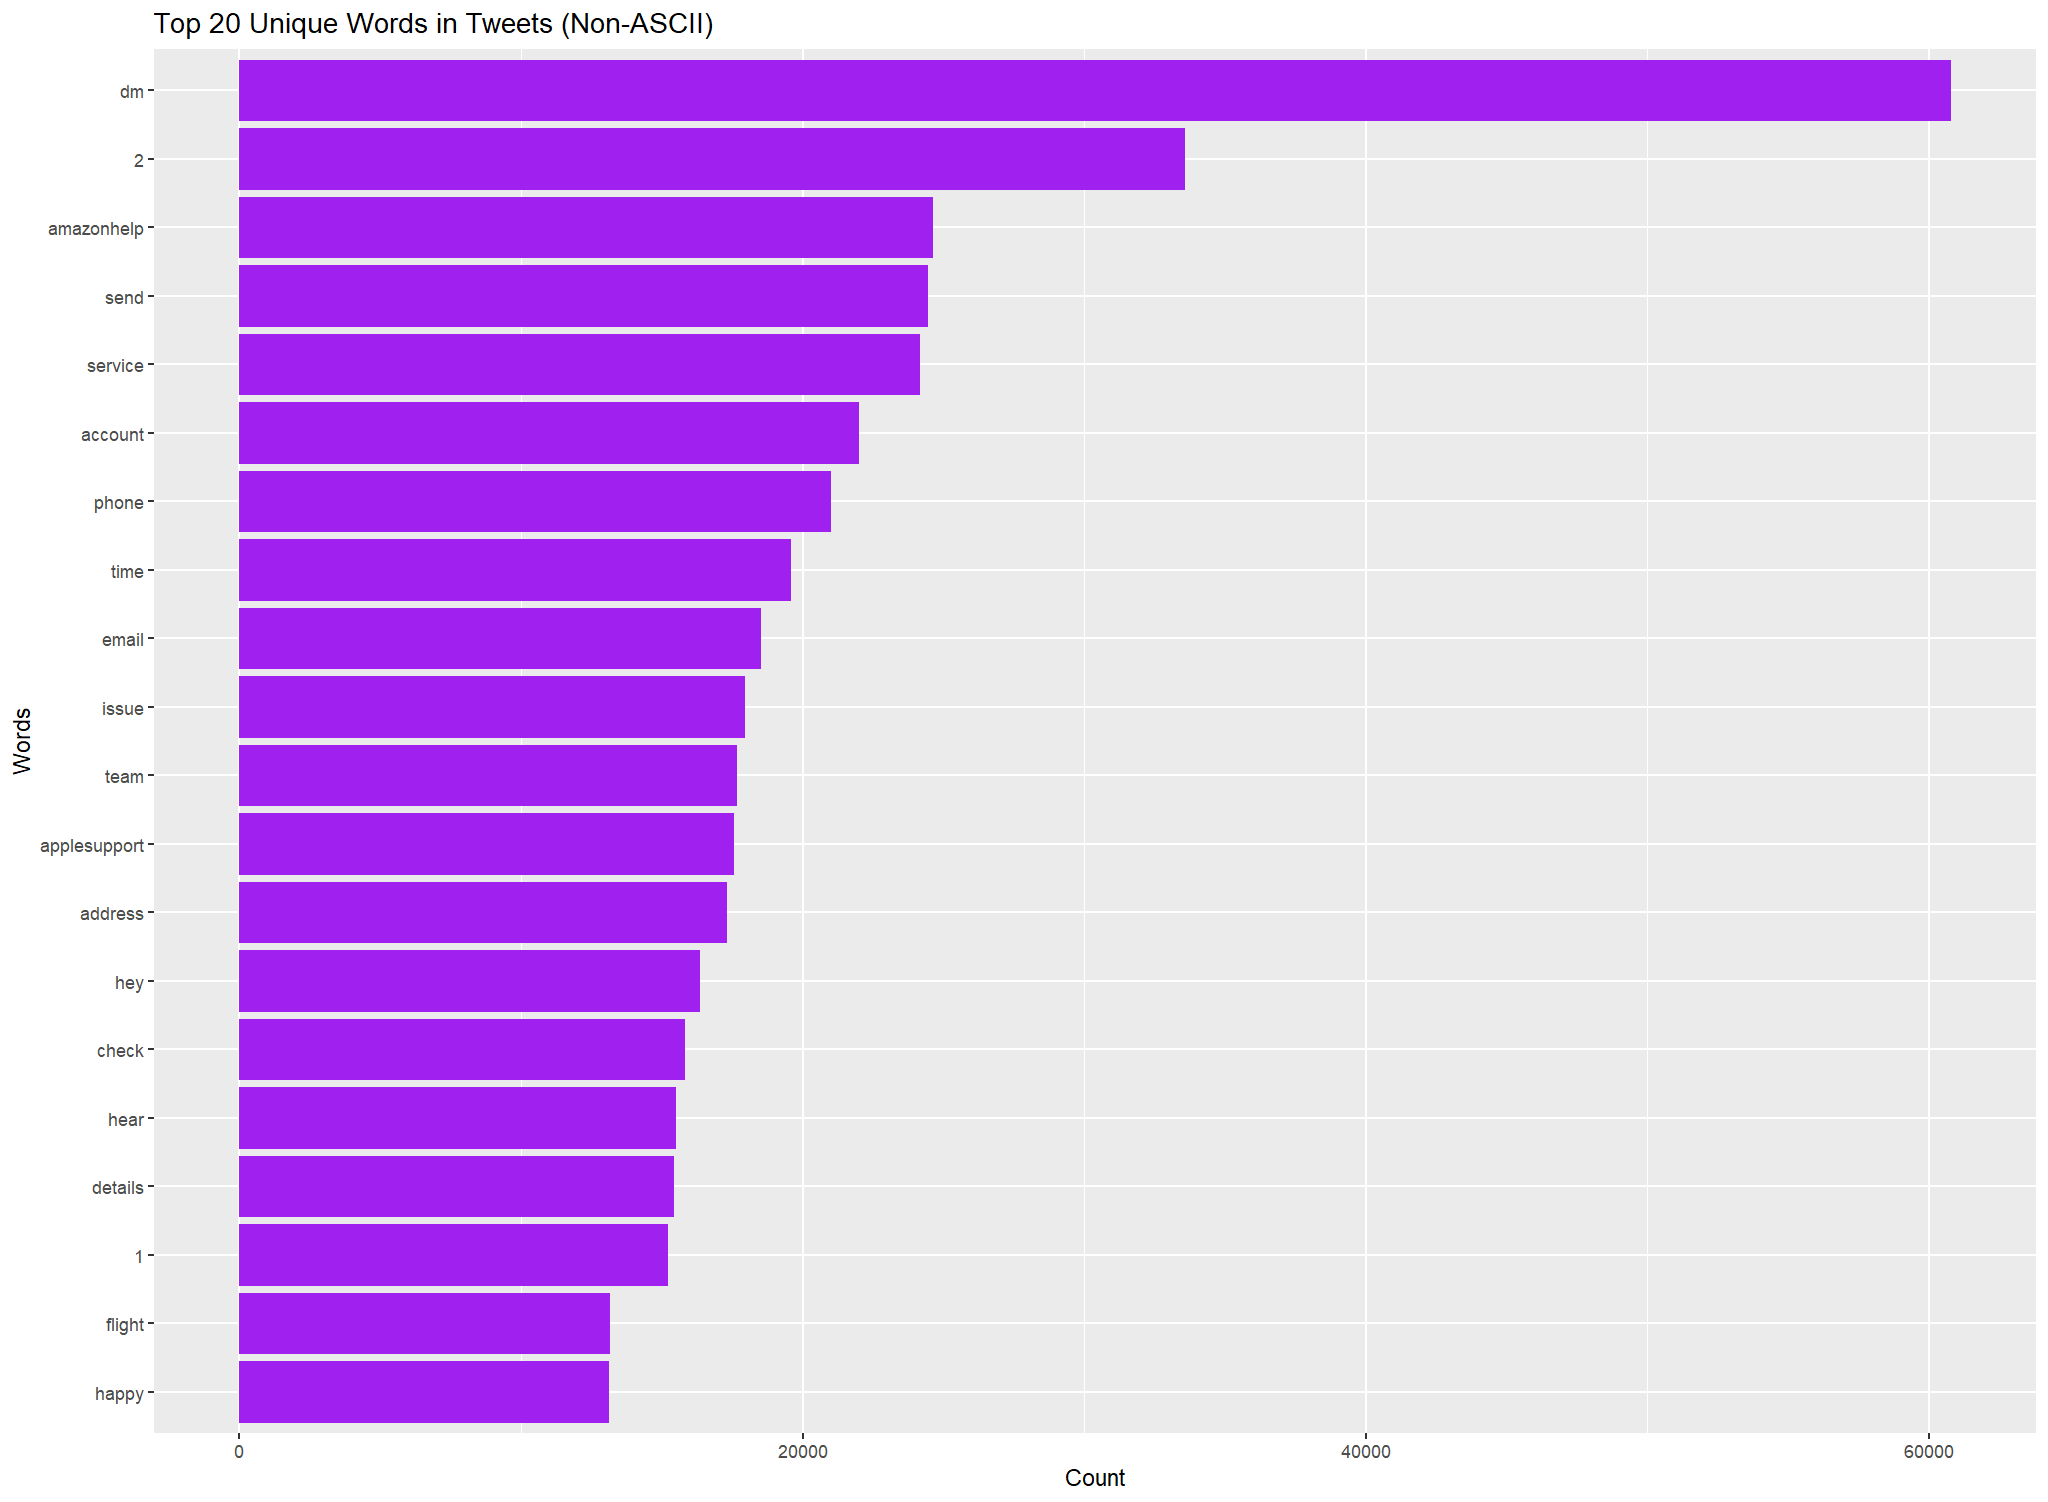 Top 20 Unique Words in Tweets (Non-ASCII)
Words
dm
2
amazonhelp
send
service
account
phone
time
email
issue
team
applesupport
address
hey
check
hear
details
1
flight
happy
0 20000 40000 60000
Count